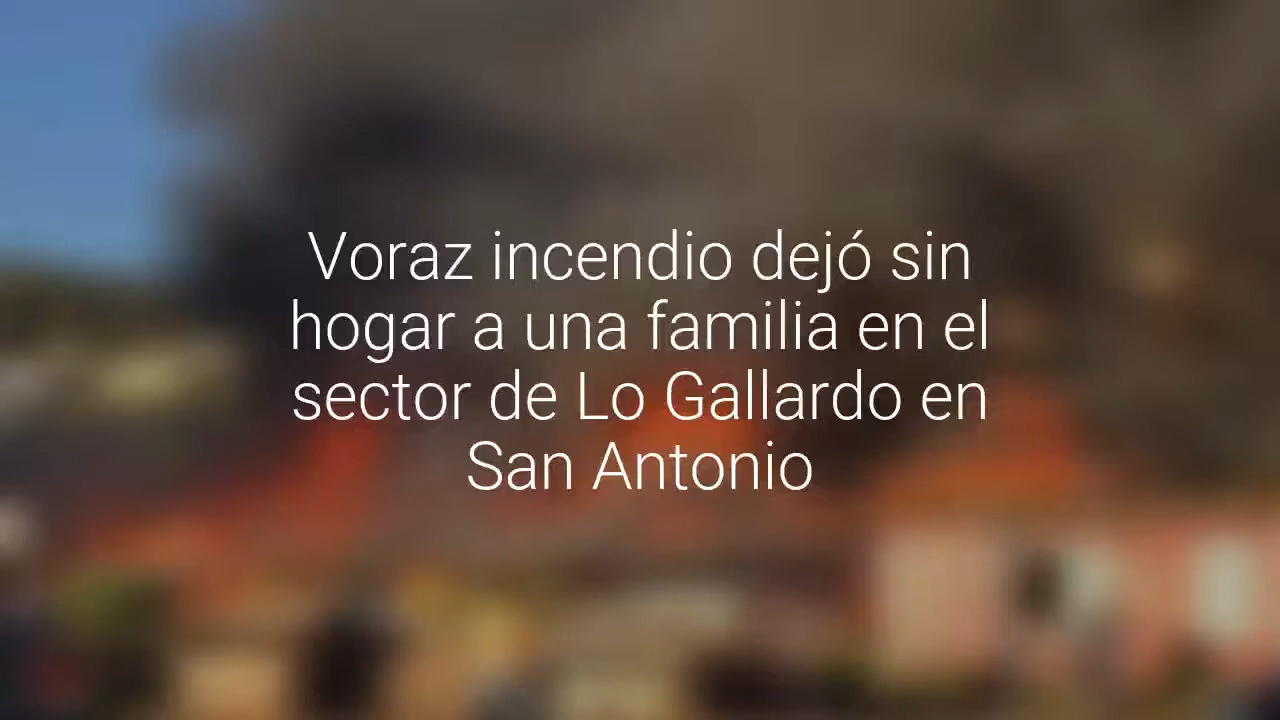 Voraz incendio dejó sin
hogar a una familia en el
sector de Lo Gallardo en
San Antonio